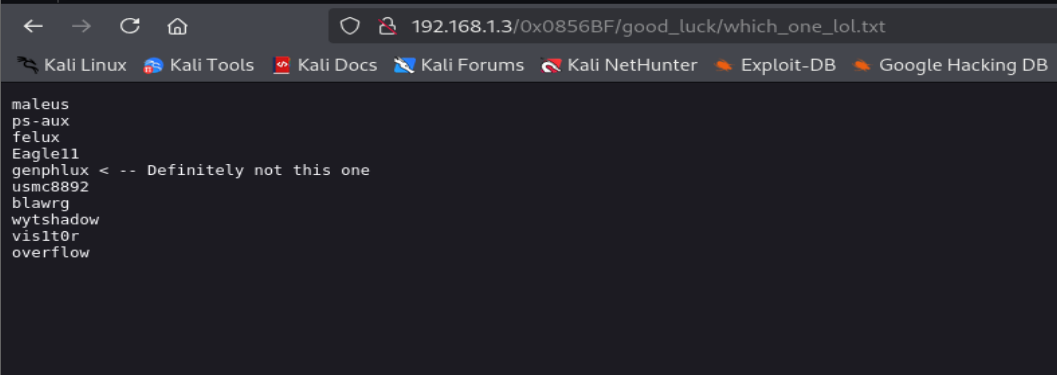 192.168.1.3/0x0856BF/good_luck/which_one_lol.txt
Kali Linux Kali Tools Kali Docs Kali Forums Kali NetHunter Exploit-DB Google Hacking DB
maleus
ps-aux
felux
Eagle11
genphlux < -- Definitely not this one
usmc8892
blawrg
wytshadow
vis1t0r
overflow